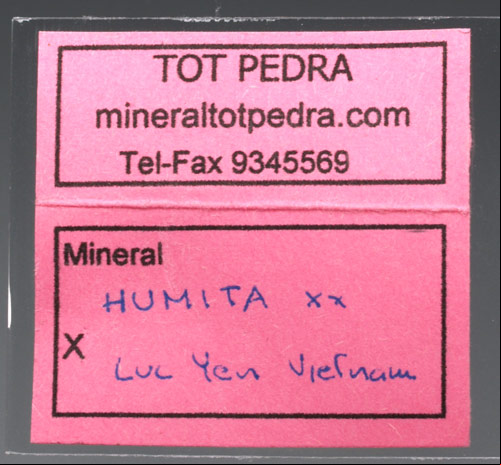 TOT PEDRA
mineraltotpedra.com
Tel-Fax 9345569
Mineral
HUMITA xx
X
Luc Yen Vietnam